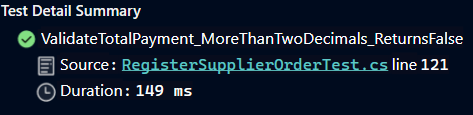 Test Detail Summary
ValidateTotalPayment_MoreThanTwoDecimals_ReturnsFalse
Source: RegisterSupplierOrderTest.cs line 121
Duration: 149 ms